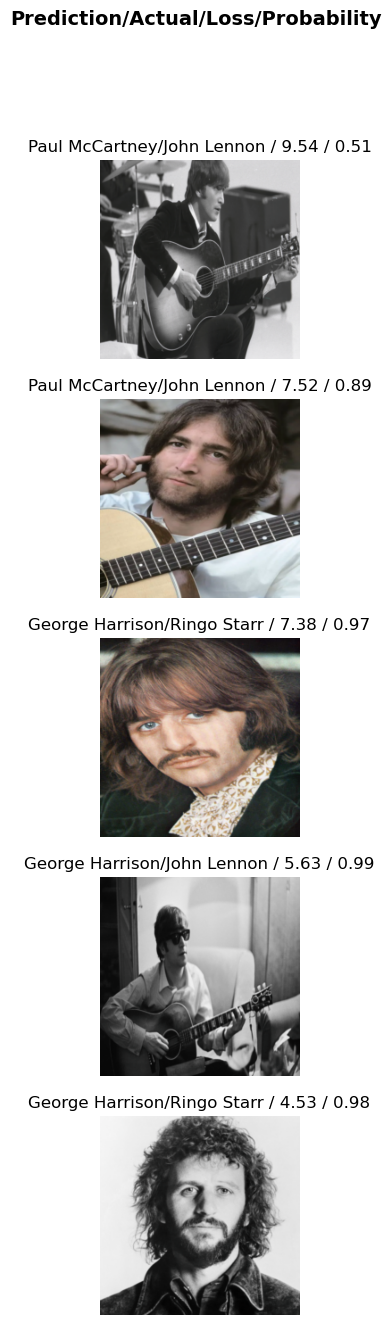 Prediction/Actual/Loss/Probability
Paul McCartney/John Lennon / 9.54 / 0.51
Paul McCartney/John Lennon / 7.52 / 0.89
George Harrison/Ringo Starr / 7.38 / 0.97
George Harrison/John Lennon / 5.63 / 0.99
George Harrison/Ringo Starr / 4.53 / 0.98